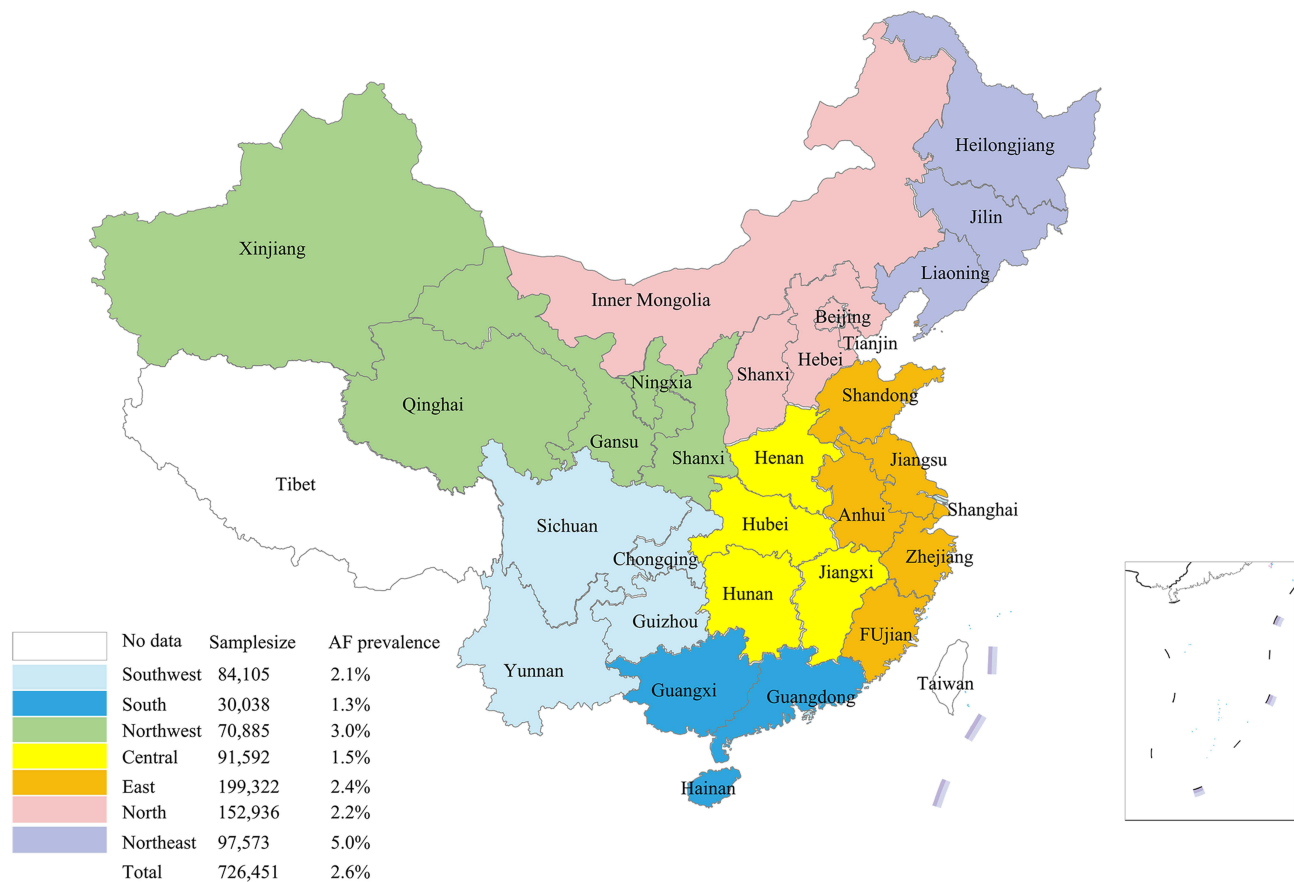 Heilongjiang
Jilin
Xinjiang
Liaoning
Inner Mongolia
Beijing
Tianjin
Hebei
Shanxi
Ningxia
Shandong
Qinghai
Gansu
Shanxi
Henan
Jiangsu
Tibet
Shanghai
Anhui
Sichuan
Hubei
Zhejiang
Chongqing
Jiangxi
Hunan
Guizhou
FUjian
Yunnan
Guangxi
Guangdong
Taiwan
Hainan
No data Samplesize AF prevalence
Southwest 84,105 2.1%
South 30,038 1.3%
Northwest 70,885 3.0%
Central 91,592 1.5%
East 199,322 2.4%
North 152,936 2.2%
Northeast 97,573 5.0%
Total 726,451 2.6%